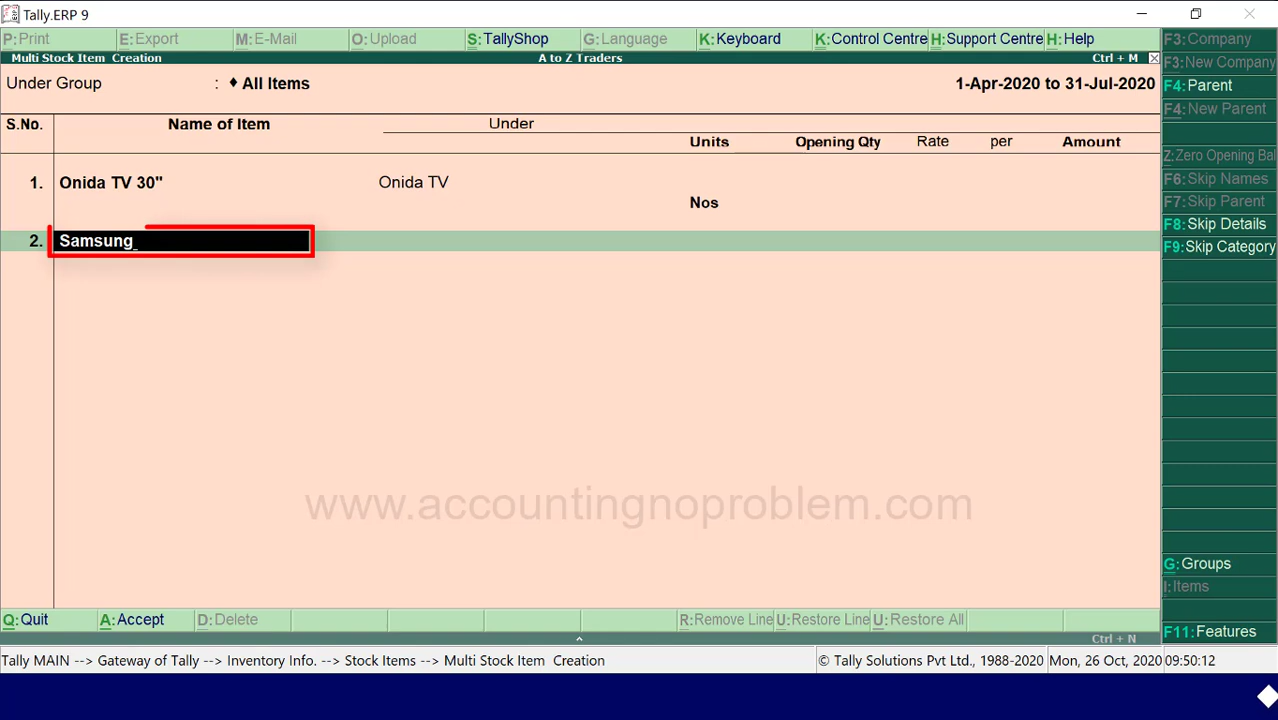 Tally.ERP 9
P:Print E:Export M:E-Mail O:Upload S:TallyShop G:Language K:Keyboard K:Control Centre H:Support Centre H:Help
Multi Stock Item Creation A to Z Traders Ctrl + M
Under Group : ♦ All Items 1-Apr-2020 to 31-Jul-2020
S.No. Name of Item Under
Units Opening Qty Rate per Amount
1. Onida TV 30" Onida TV
Nos
2. Samsung_
www.accountingnoproblem.com
F3:Company
F3:New Company
F4:Parent
F4:New Parent
Z:Zero Opening Bal
F6:Skip Names
F7:Skip Parent
F8:Skip Details
F9:Skip Category
G:Groups
I:Items
F11:Features
Q:Quit A:Accept D:Delete R:Remove Line U:Restore Line U:Restore All
Ctrl + N
Tally MAIN --> Gateway of Tally --> Inventory Info. --> Stock Items --> Multi Stock Item Creation © Tally Solutions Pvt Ltd., 1988-2020 Mon, 26 Oct, 2020 09:50:12